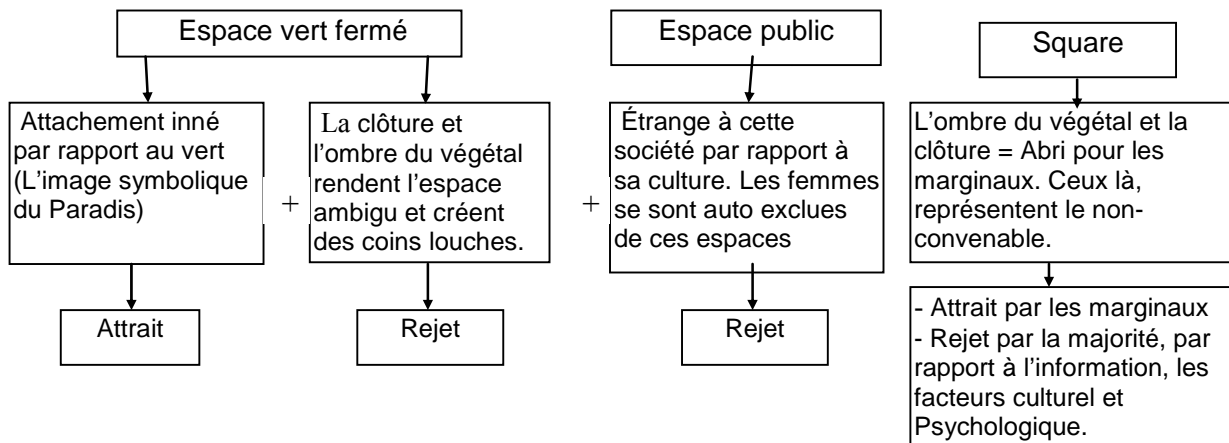 Espace vert fermé
Espace public
Square
Attachement inné
par rapport au vert
(L'image symbolique
du Paradis)
+
La clôture et
l'ombre du végétal
rendent l'espace
ambigu et créent
des coins louches.
+
Étrange à cette
société par rapport à
sa culture. Les femmes
se sont auto exclues
de ces espaces
L'ombre du végétal et la
clôture = Abri pour les
marginaux. Ceux là,
représentent le non-
convenable.
Attrait
Rejet
Rejet
- Attrait par les marginaux
- Rejet par la majorité, par
rapport à l'information, les
facteurs culturel et
Psychologique.